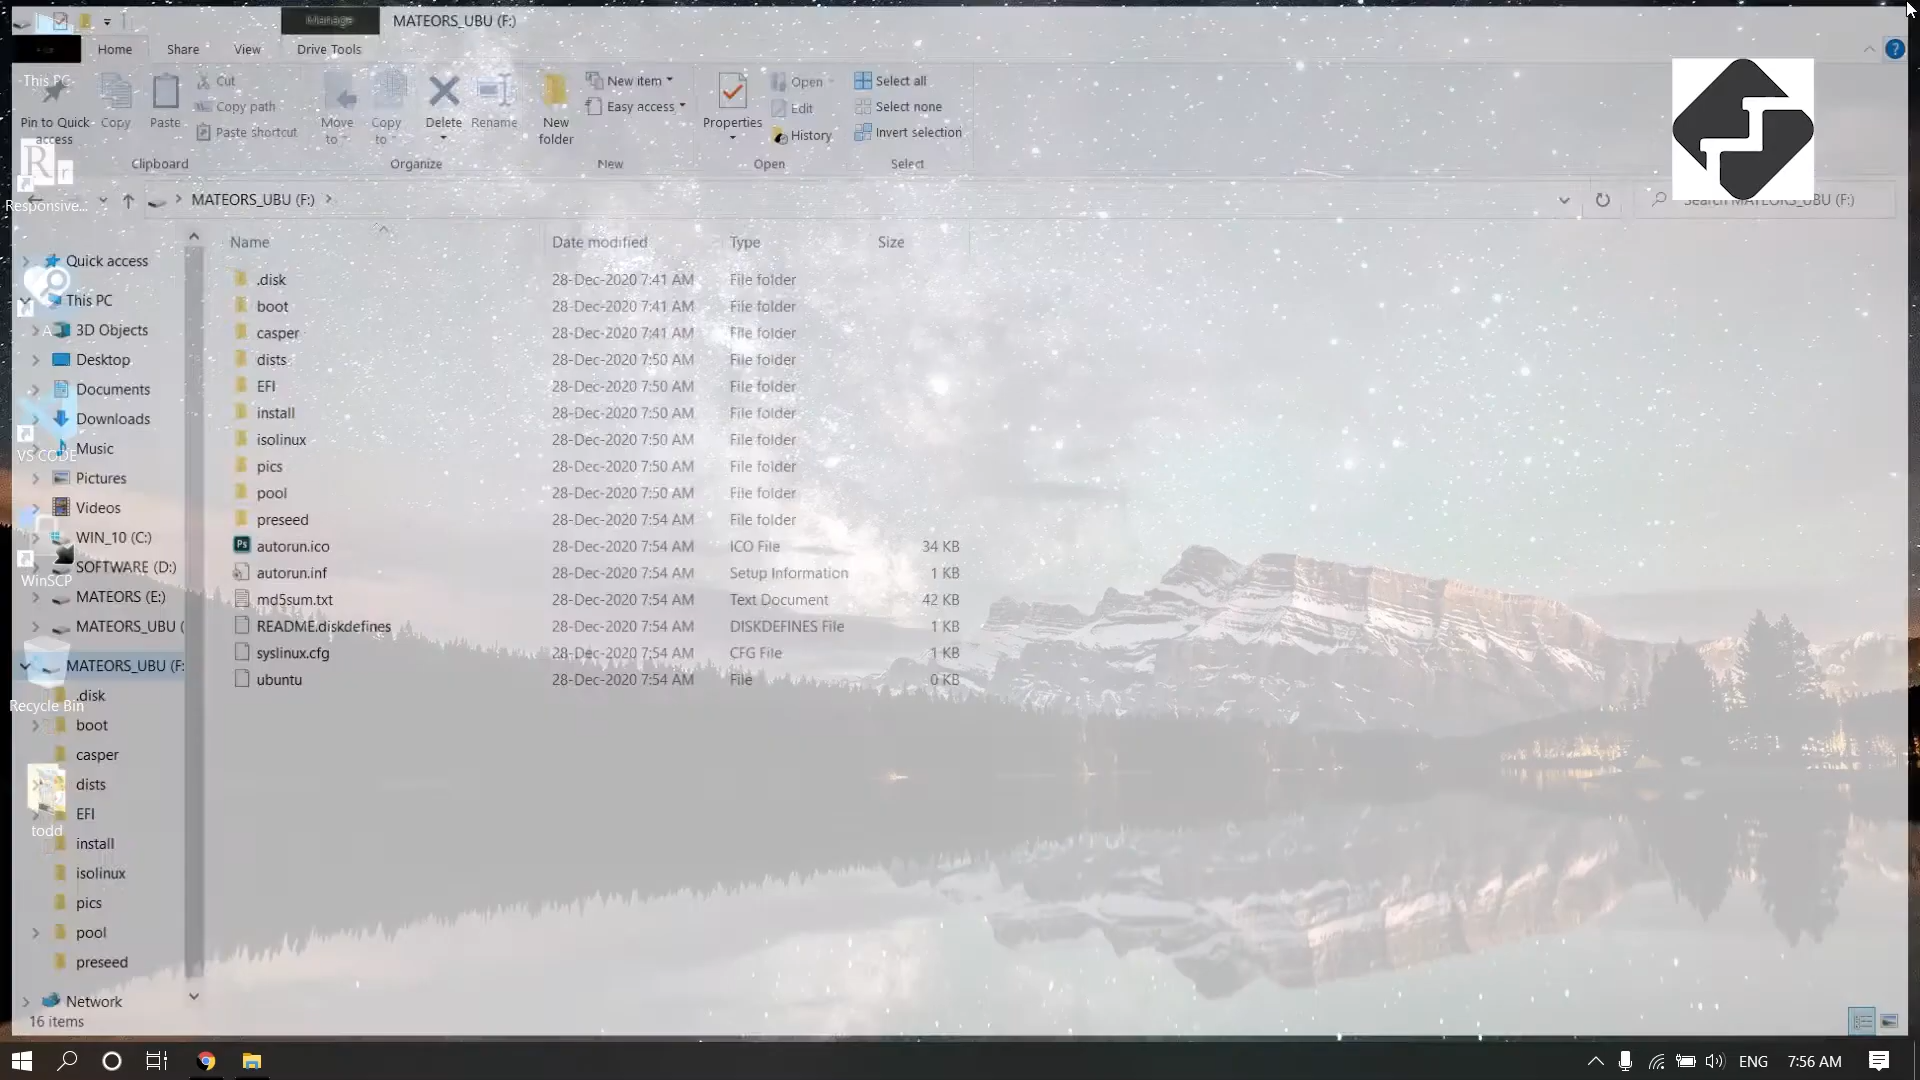 Manage
MATEORS_UBU (F:)
Home
Share
View
Drive Tools
This PC
Pin to Quick
access
Copy
Paste
Cut
Copy path
Paste shortcut
Move
to
Copy
to
Delete
Rename
New
folder
New item
Easy access
Properties
Open
Edit
History
Select all
Select none
Invert selection
Clipboard
Organize
New
Open
Select
Responsive...
MATEORS_UBU (F:)
Search MATEORS_UBU (F:)
Name
Date modified
Type
Size
Quick access
This PC
3D Objects
Desktop
Documents
Downloads
VS CODE
Music
Pictures
Videos
WIN_10 (C:)
SOFTWARE (D:)
WinSCP
MATEORS (E:)
MATEORS_UBU (
MATEORS_UBU (F:
.disk
Recycle Bin
boot
casper
dists
EFI
todd
install
isolinux
pics
pool
preseed
Network
.disk 28-Dec-2020 7:41 AM File folder
boot 28-Dec-2020 7:41 AM File folder
casper 28-Dec-2020 7:41 AM File folder
dists 28-Dec-2020 7:50 AM File folder
EFI 28-Dec-2020 7:50 AM File folder
install 28-Dec-2020 7:50 AM File folder
isolinux 28-Dec-2020 7:50 AM File folder
pics 28-Dec-2020 7:50 AM File folder
pool 28-Dec-2020 7:50 AM File folder
preseed 28-Dec-2020 7:54 AM File folder
autorun.ico 28-Dec-2020 7:54 AM ICO File 34 KB
autorun.inf 28-Dec-2020 7:54 AM Setup Information 1 KB
md5sum.txt 28-Dec-2020 7:54 AM Text Document 42 KB
README.diskdefines 28-Dec-2020 7:54 AM DISKDEFINES File 1 KB
syslinux.cfg 28-Dec-2020 7:54 AM CFG File 1 KB
ubuntu 28-Dec-2020 7:54 AM File 0 KB
16 items
ENG
7:56 AM